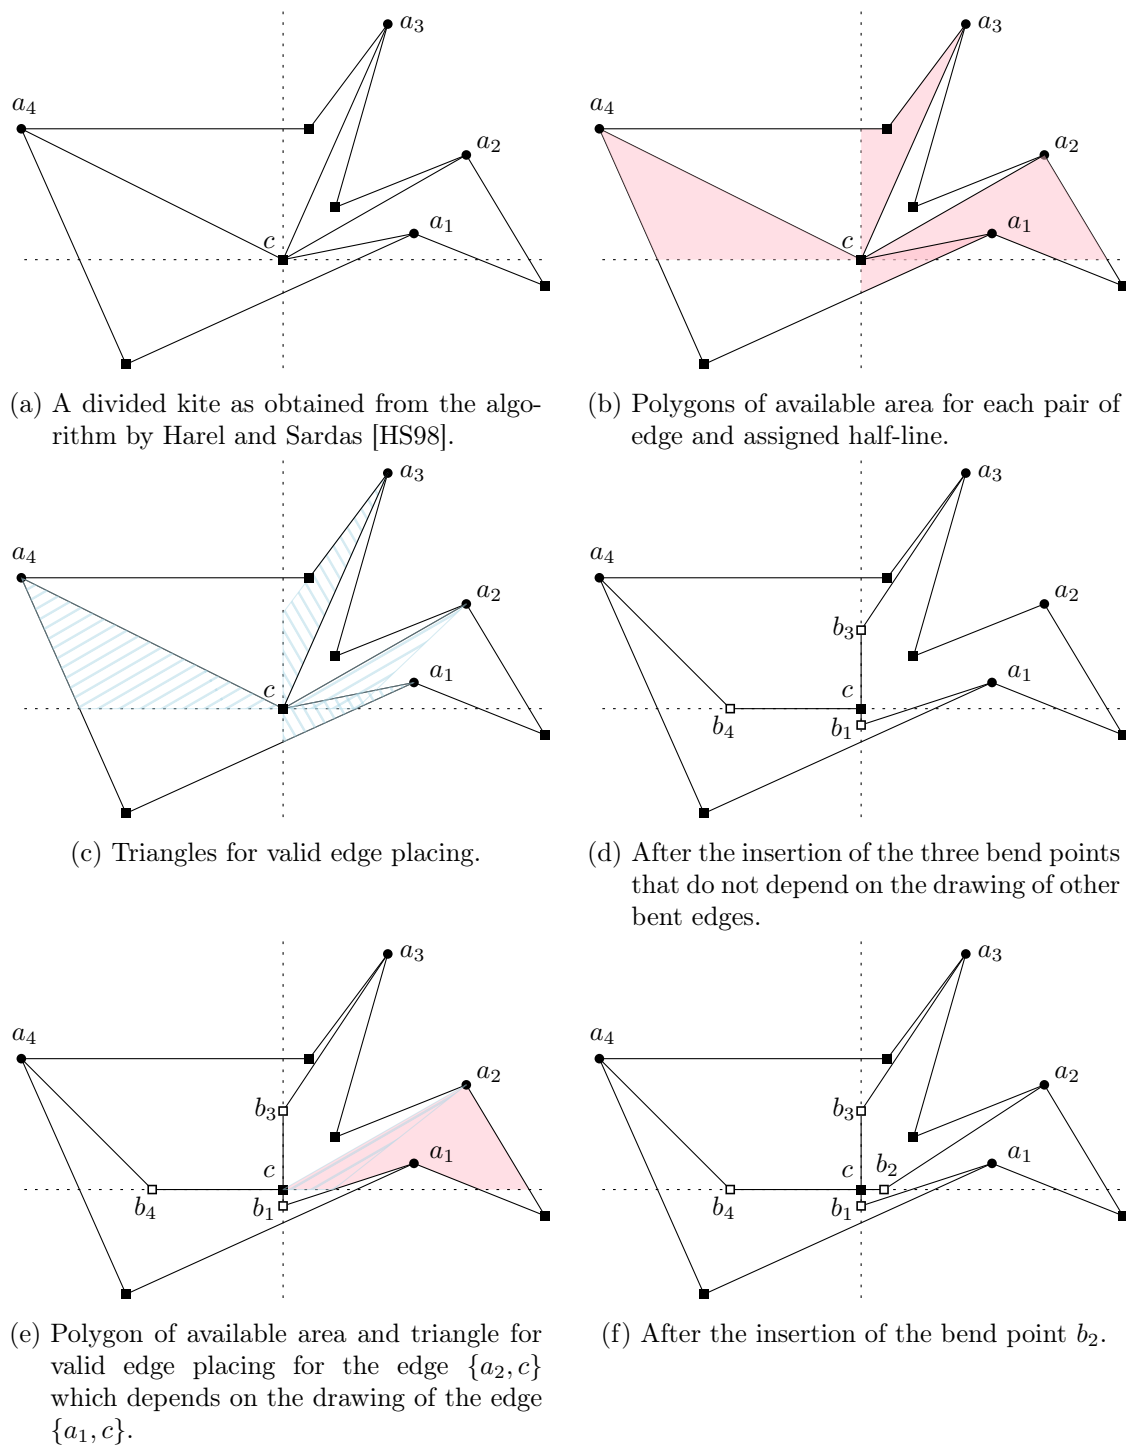 a3
a4
a2
a1
c
a3
a4
a2
a1
c
(a) A divided kite as obtained from the algo-
rithm by Harel and Sardas [HS98].
(b) Polygons of available area for each pair of
edge and assigned half-line.
a3
a4
a2
a1
c
a3
a4
a2
b3
a1
c
b4
b1
(c) Triangles for valid edge placing.
(d) After the insertion of the three bend points
that do not depend on the drawing of other
bent edges.
a3
a4
a2
b3
a1
c
b4
b1
a3
a4
a2
b3
a1
c
b2
b4
b1
(e) Polygon of available area and triangle for
valid edge placing for the edge {a2, c}
which depends on the drawing of the edge
{a1, c}.
(f) After the insertion of the bend point b2.